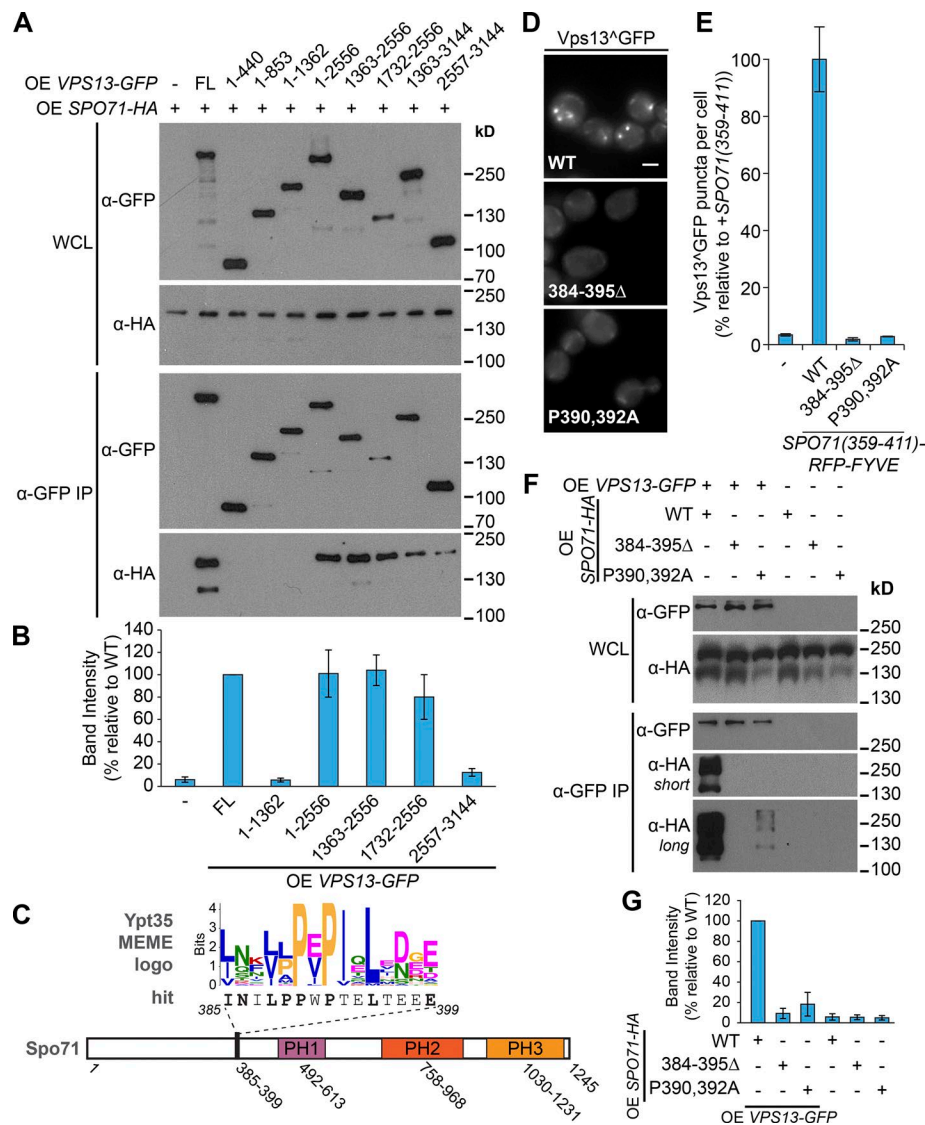 A
OE VPS13-GFP - FL 1-440 1-853 1-1362 1-2556 1363-2556 1732-2556 1363-3144 2557-3144
OE SPO71-HA + + + + + + + + + +
kD
WCL
α-GFP
250
130
100
70
α-HA
250
130
100
α-GFP IP
α-GFP
250
130
100
70
α-HA
250
130
100
B
Band Intensity
(% relative to WT)
140
120
100
80
60
40
20
0
- FL 1-1362 1-2556 1363-2556 1732-2556 2557-3144
OE VPS13-GFP
C
Ypt35
MEME
logo
Bits
4
3
2
1
0
hit INILPPWPTELTEEE
385 399
Spo71 PH1 PH2 PH3
1 385-399 492-613 758-968 1030-1231 1245
D
Vps13^GFP
WT
384-395Δ
P390,392A
E
Vps13^GFP puncta per cell
(% relative to +SPO71(359-411))
100
80
60
40
20
0
- WT 384-395Δ P390,392A
SPO71(359-411)-
RFP-FYVE
F
OE VPS13-GFP + + + - - -
OE
SPO71-HA
WT + - - + - -
384-395Δ - + - - + -
P390,392A - - + - - +
kD
WCL
α-GFP
250
α-HA
250
130
130
α-GFP IP
α-GFP
250
α-HA
short
250
130
α-HA
long
250
130
100
G
Band Intensity
(% relative to WT)
120
100
80
60
40
20
0
OE SPO71-HA
WT + - - + - -
384-395Δ - + - - + -
P390,392A - - + - - +
OE VPS13-GFP